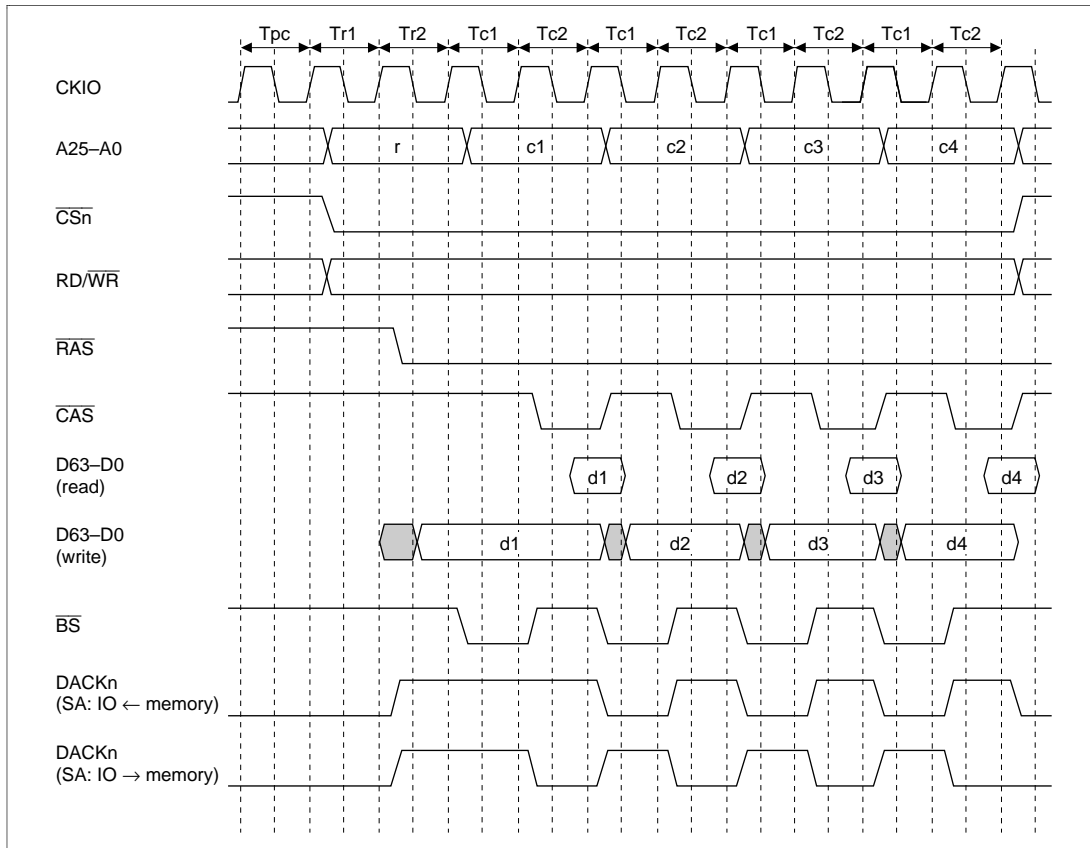 Tpc Tr1 Tr2 Tc1 Tc2 Tc1 Tc2 Tc1 Tc2 Tc1 Tc2
CKIO
A25–A0 r c1 c2 c3 c4
CSn
RD/WR
RAS
CAS
D63–D0
(read) d1 d2 d3 d4
D63–D0
(write) d1 d2 d3 d4
BS
DACKn
(SA: IO ← memory)
DACKn
(SA: IO → memory)